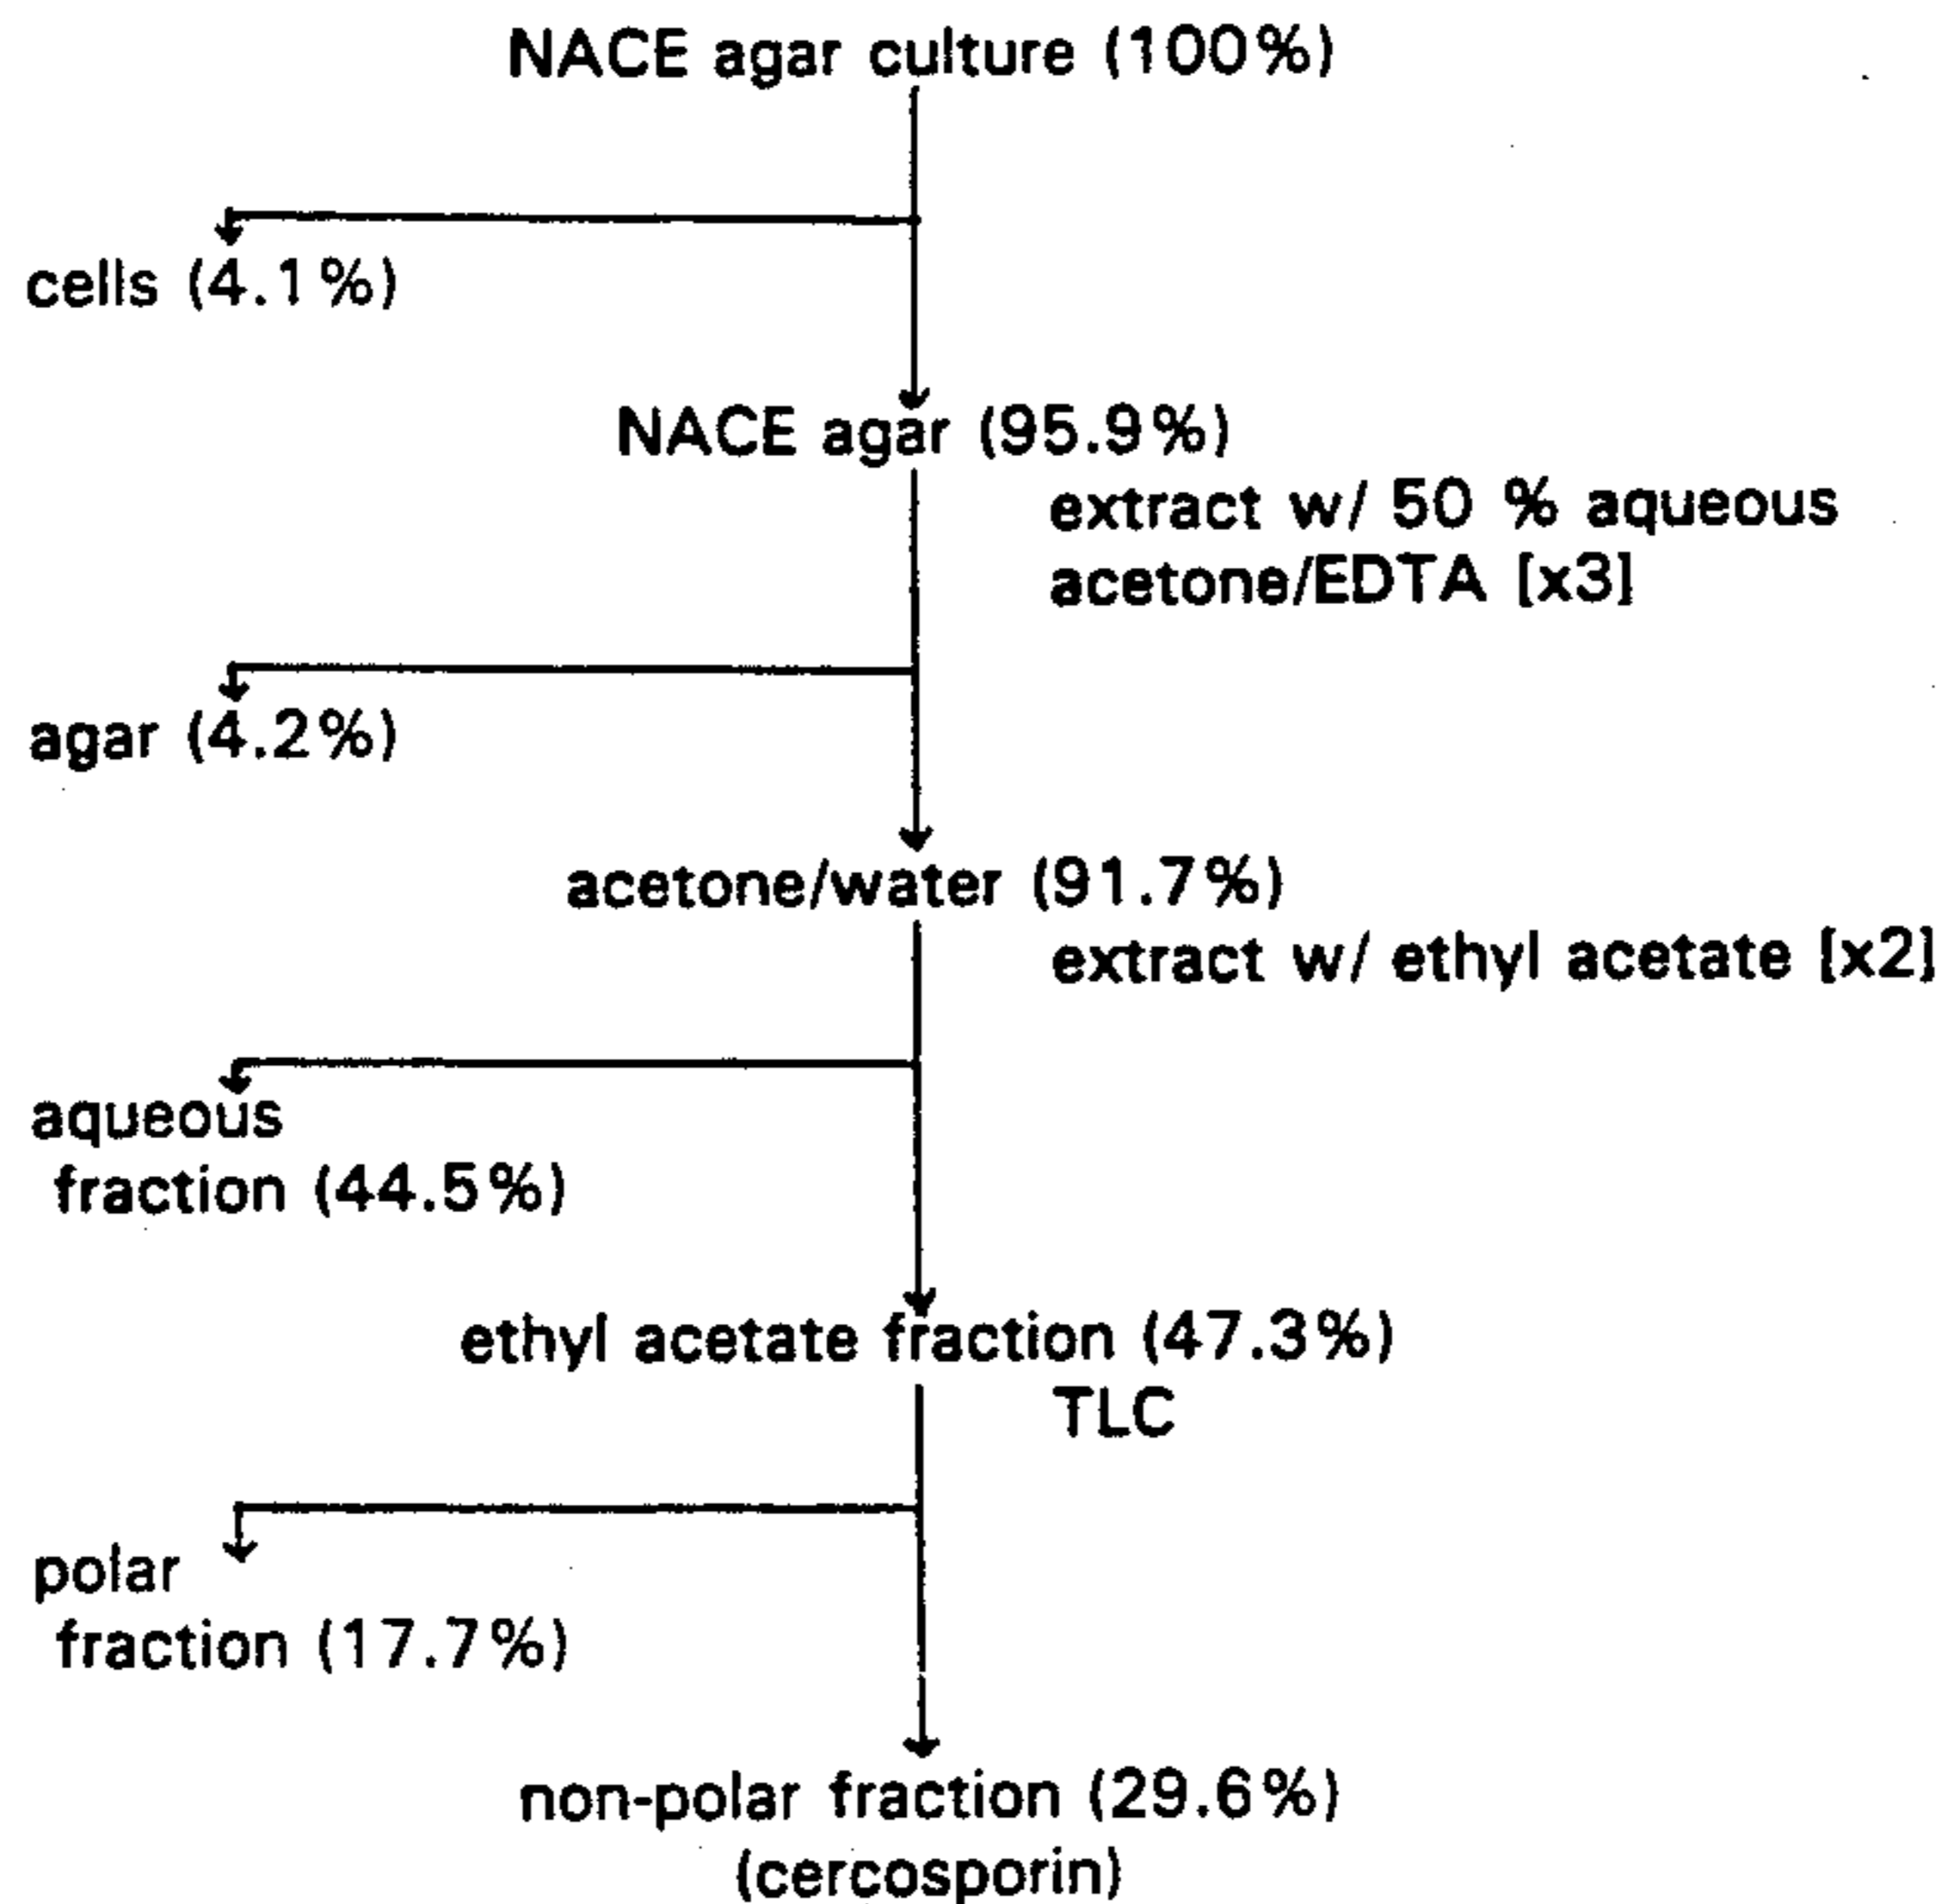 NACE agar culture (100%)
cells (4.1%)
NACE agar (95.9%)
extract w/ 50 % aqueous
acetone/EDTA [x3]
agar (4.2%)
acetone/water (91.7%)
extract w/ ethyl acetate [x2]
aqueous
fraction (44.5%)
ethyl acetate fraction (47.3%)
TLC
polar
fraction (17.7%)
non-polar fraction (29.6%)
(cercosporin)